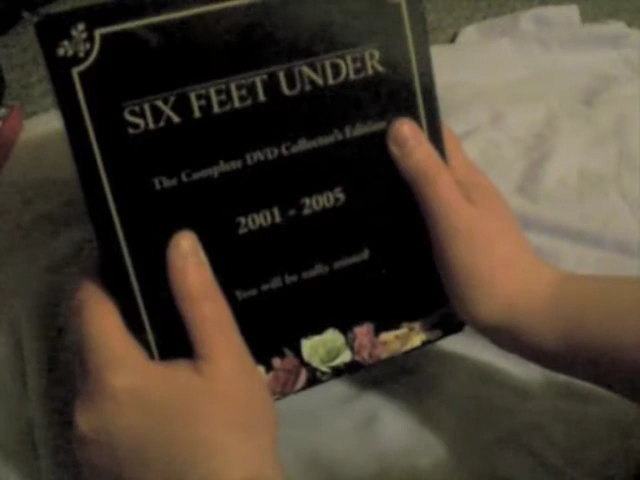 SIX FEET UNDER
The Complete DVD Collector's Edition
2001 - 2005
You will be sadly missed